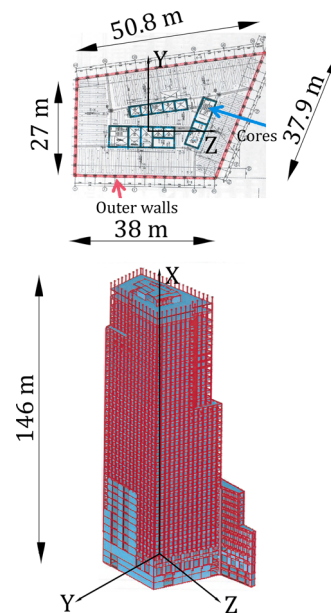 50.8 m
Y
27 m
37.9 m
Z
Cores
Outer walls
38 m
X
146 m
Y
Z